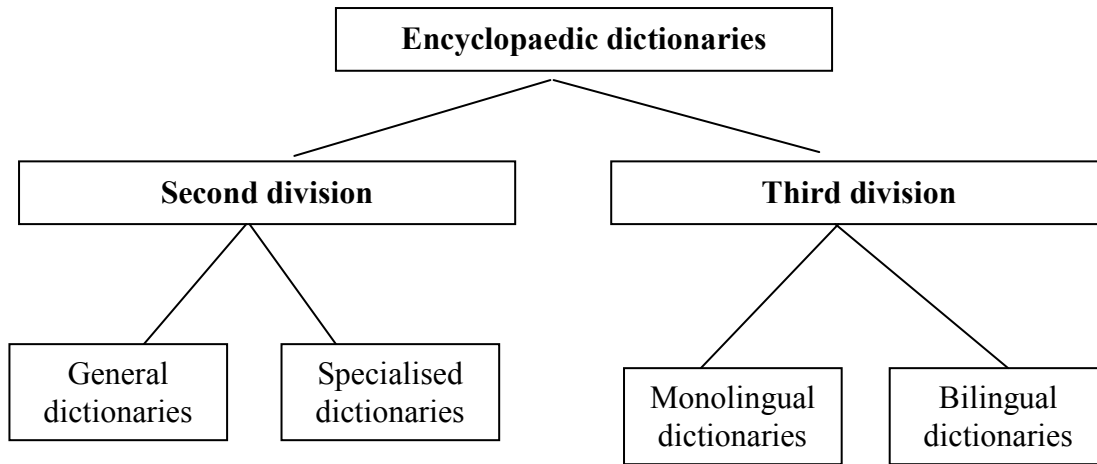 Encyclopaedic dictionaries
Second division
Third division
General
dictionaries
Specialised
dictionaries
Monolingual
dictionaries
Bilingual
dictionaries